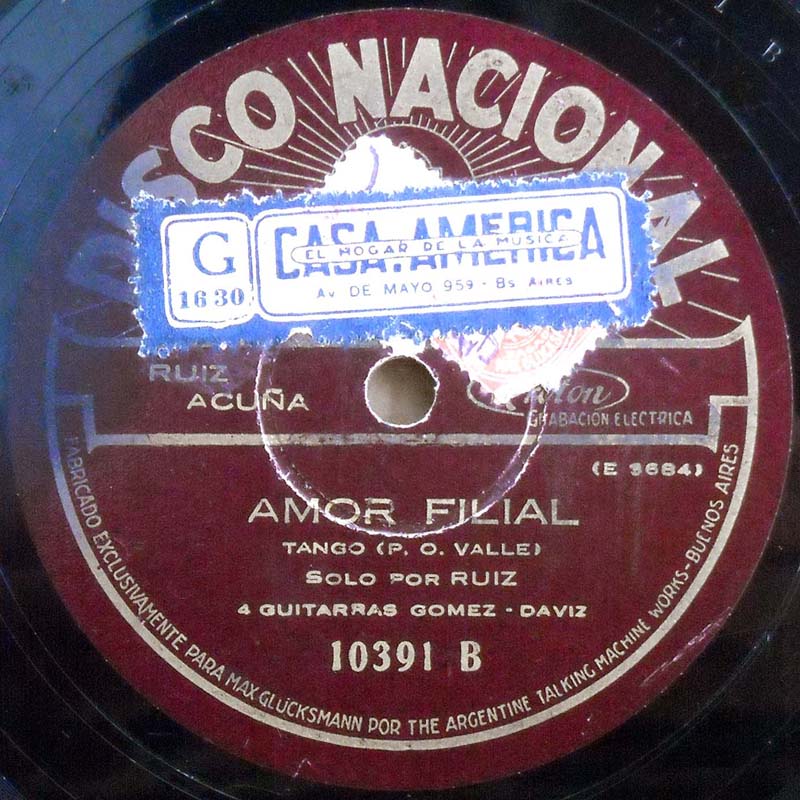 DISCO NACIONAL
G
1630
CASA AMERICA
EL HOGAR DE LA MUSICA
AV DE MAYO 959 - BS AIRES
RUIZ
ACUÑA
GRABACIÓN ELECTRICA
(E 3684)
AMOR FILIAL
TANGO (P. O. VALLE)
SOLO POR RUIZ
4 GUITARRAS GOMEZ - DAVIZ
10391 B
FABRICADO EXCLUSIVAMENTE PARA MAX GLÜCKSMANN POR THE ARGENTINE TALKING MACHINE WORKS-BUENOS AIRES
1 B